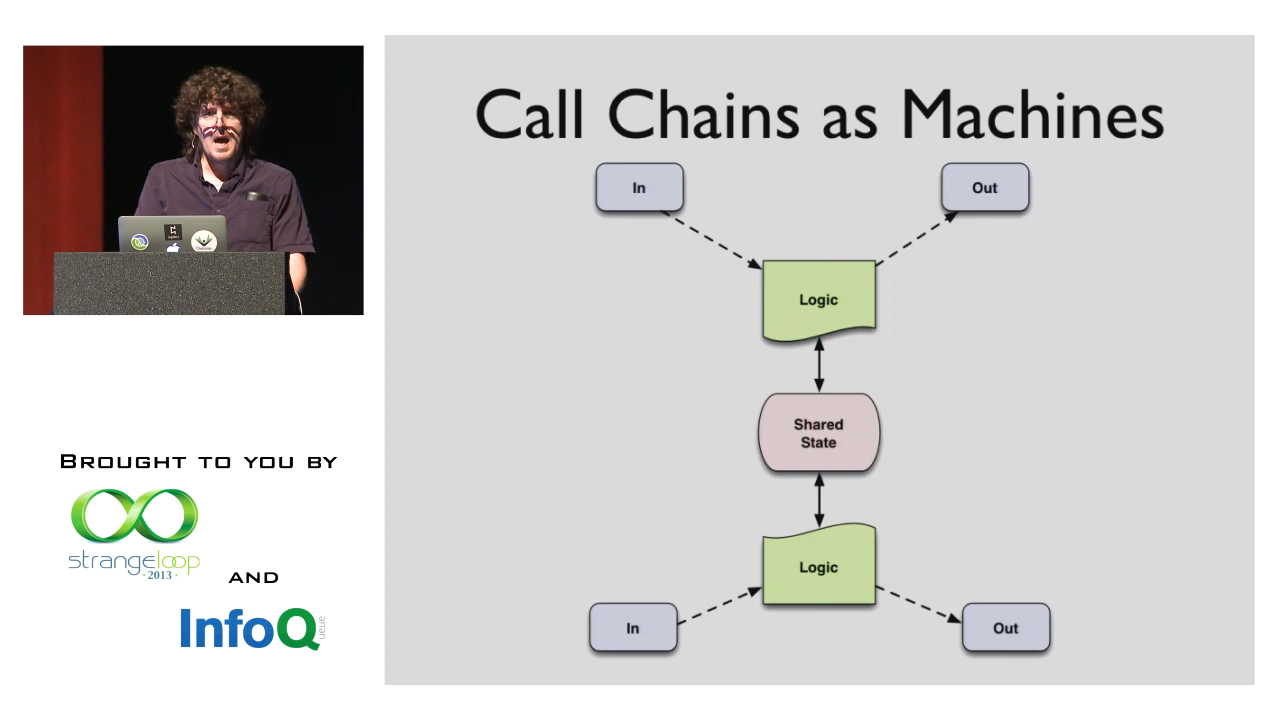 Call Chains as Machines
In
Out
Logic
Shared
State
Logic
In
Out
BROUGHT TO YOU BY
strangeloop
·2013·
AND
InfoQ
ueue